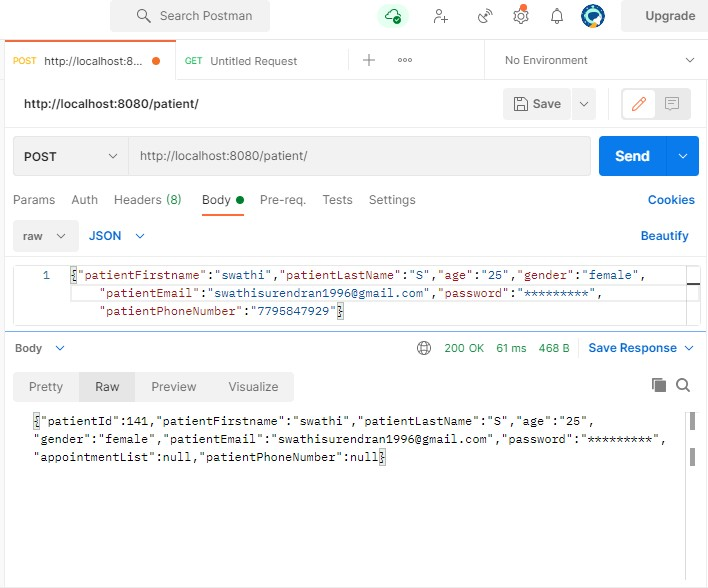 Search Postman
Upgrade
POST http://localhost:8... GET Untitled Request ooo No Environment
http://localhost:8080/patient/ Save
POST http://localhost:8080/patient/ Send
Params Auth Headers (8) Body Pre-req. Tests Settings Cookies
raw JSON Beautify
1 {"patientFirstname":"swathi","patientLastName":"S","age":"25","gender":"female",
"patientEmail":"swathisurendran1996@gmail.com","password":"*********",
"patientPhoneNumber":"7795847929"}
Body 200 OK 61 ms 468 B Save Response
Pretty Raw Preview Visualize
{"patientId":141,"patientFirstname":"swathi","patientLastName":"S","age":"25",
"gender":"female","patientEmail":"swathisurendran1996@gmail.com","password":"*********",
"appointmentList":null,"patientPhoneNumber":null}